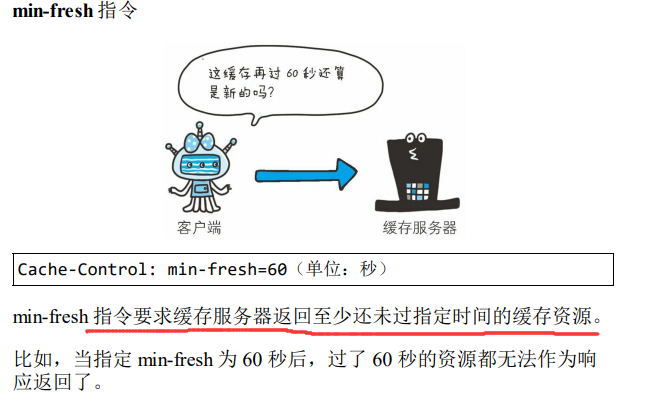 min-fresh 指令
这缓存再过 60 秒还算
是新的吗?
客户端
缓存服务器
Cache-Control: min-fresh=60（单位：秒）
min-fresh 指令要求缓存服务器返回至少还未过指定时间的缓存资源。
比如，当指定 min-fresh 为 60 秒后，过了 60 秒的资源都无法作为响
应返回了。